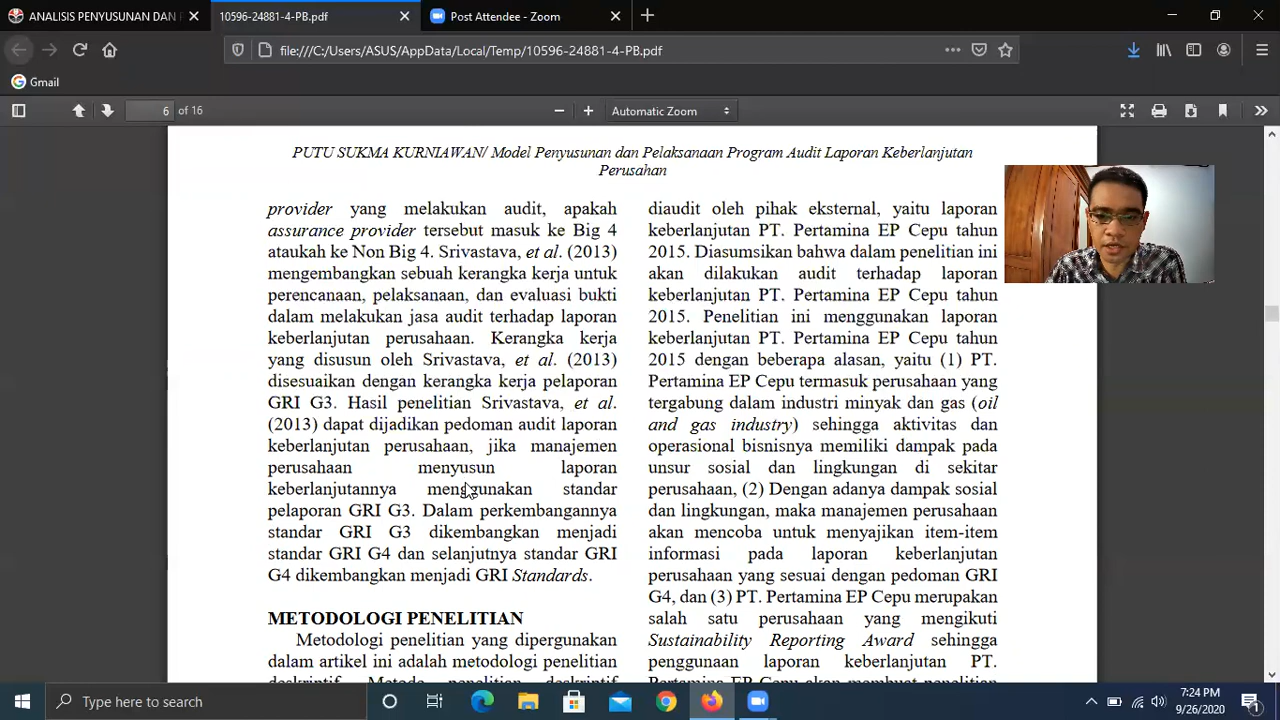 ANALISIS PENYUSUNAN DAN
10596-24881-4-PB.pdf
Post Attendee - Zoom
file:///C:/Users/ASUS/AppData/Local/Temp/10596-24881-4-PB.pdf
Gmail
6 of 16
Automatic Zoom
PUTU SUKMA KURNIAWAN/ Model Penyusunan dan Pelaksanaan Program Audit Laporan Keberlanjutan
Perusahan
provider yang melakukan audit, apakah
assurance provider tersebut masuk ke Big 4
ataukah ke Non Big 4. Srivastava, et al. (2013)
mengembangkan sebuah kerangka kerja untuk
perencanaan, pelaksanaan, dan evaluasi bukti
dalam melakukan jasa audit terhadap laporan
keberlanjutan perusahaan. Kerangka kerja
yang disusun oleh Srivastava, et al. (2013)
disesuaikan dengan kerangka kerja pelaporan
GRI G3. Hasil penelitian Srivastava, et al.
(2013) dapat dijadikan pedoman audit laporan
keberlanjutan perusahaan, jika manajemen
perusahaan menyusun laporan
keberlanjutannya menggunakan standar
pelaporan GRI G3. Dalam perkembangannya
standar GRI G3 dikembangkan menjadi
standar GRI G4 dan selanjutnya standar GRI
G4 dikembangkan menjadi GRI Standards.
METODOLOGI PENELITIAN
Metodologi penelitian yang dipergunakan
dalam artikel ini adalah metodologi penelitian
deskriptif. Metode penelitian deskriptif
diaudit oleh pihak eksternal, yaitu laporan
keberlanjutan PT. Pertamina EP Cepu tahun
2015. Diasumsikan bahwa dalam penelitian ini
akan dilakukan audit terhadap laporan
keberlanjutan PT. Pertamina EP Cepu tahun
2015. Penelitian ini menggunakan laporan
keberlanjutan PT. Pertamina EP Cepu tahun
2015 dengan beberapa alasan, yaitu (1) PT.
Pertamina EP Cepu termasuk perusahaan yang
tergabung dalam industri minyak dan gas (oil
and gas industry) sehingga aktivitas dan
operasional bisnisnya memiliki dampak pada
unsur sosial dan lingkungan di sekitar
perusahaan, (2) Dengan adanya dampak sosial
dan lingkungan, maka manajemen perusahaan
akan mencoba untuk menyajikan item-item
informasi pada laporan keberlanjutan
perusahaan yang sesuai dengan pedoman GRI
G4, dan (3) PT. Pertamina EP Cepu merupakan
salah satu perusahaan yang mengikuti
Sustainability Reporting Award sehingga
penggunaan laporan keberlanjutan PT.
Pertamina EP Cepu akan membuat penelitian
Type here to search
7:24 PM
9/26/2020
1